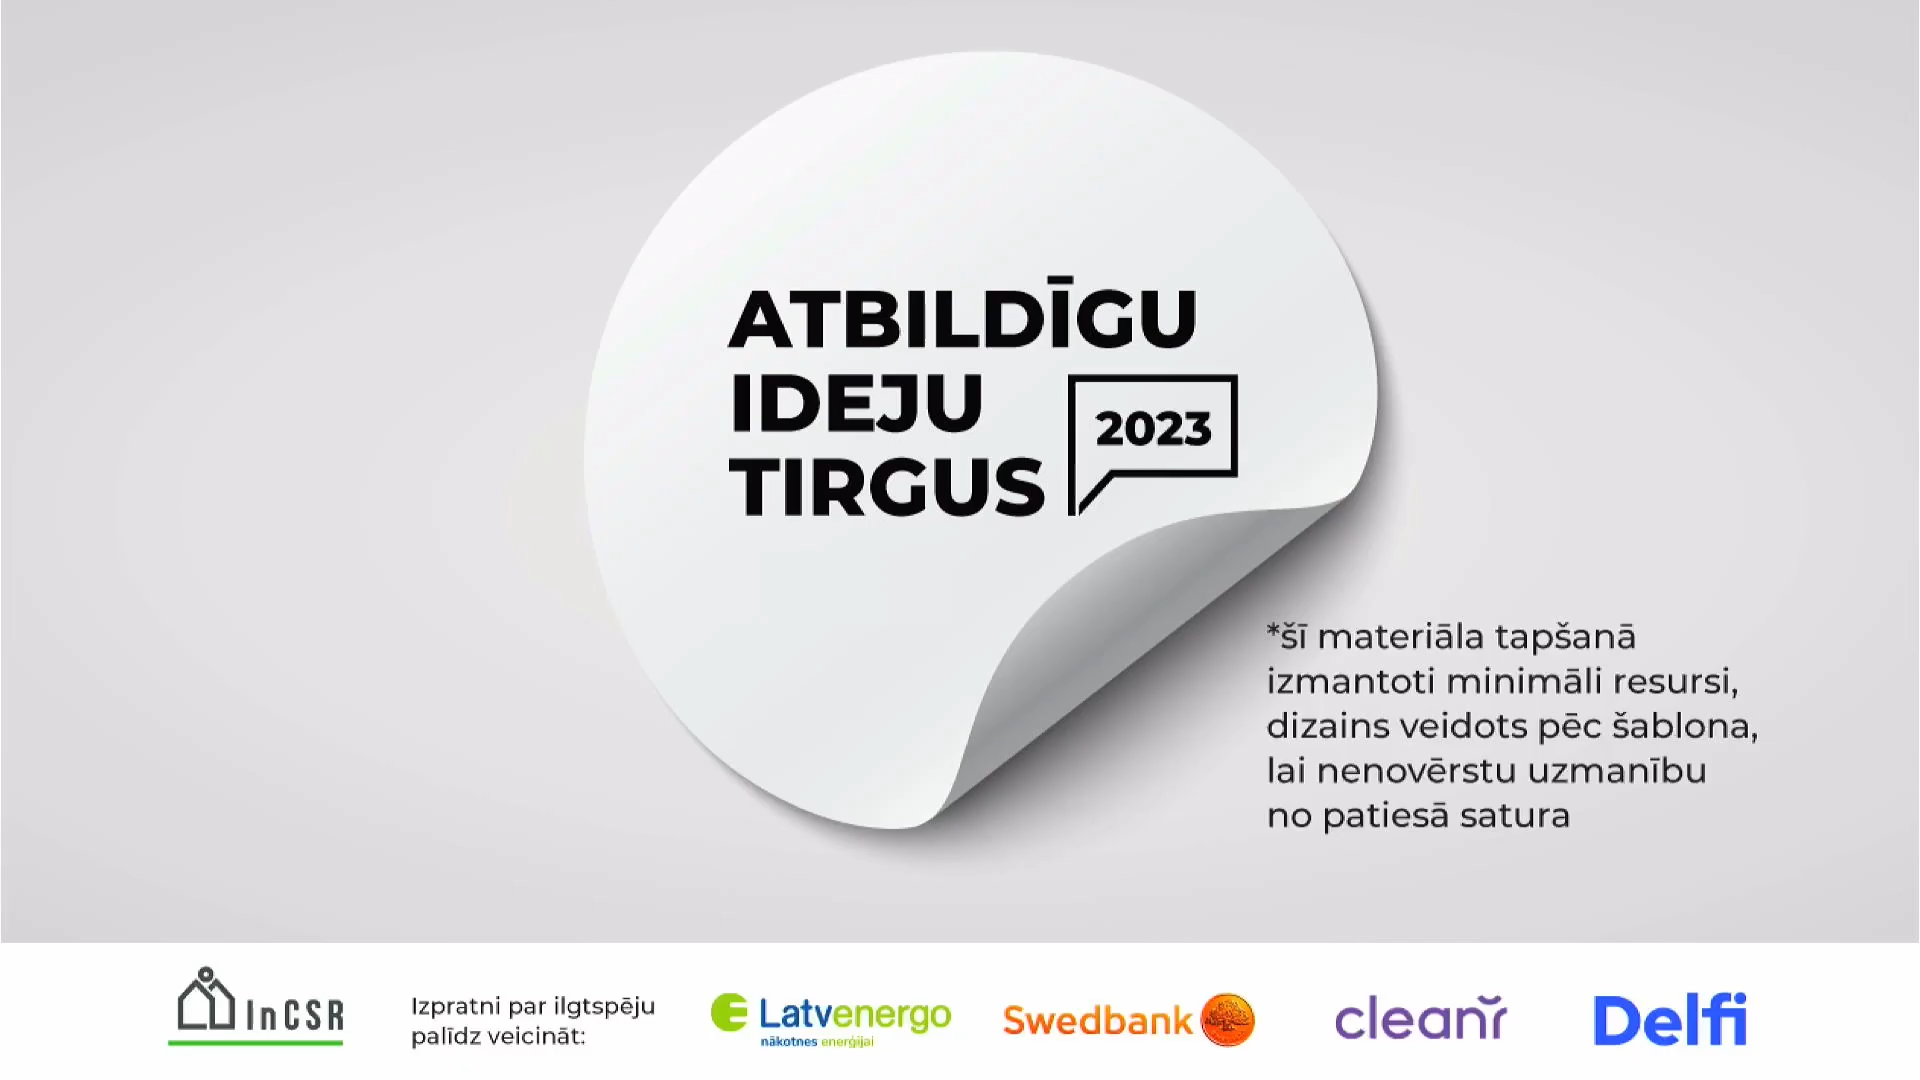 ATBILDĪGU
IDEJU
TIRGUS
2023
*šī materiāla tapšanā
izmantoti minimāli resursi,
dizains veidots pēc šablona,
lai nenovērstu uzmanību
no patiesā satura
InCSR
Izpratni par ilgtspēju
palīdz veicināt:
Latvenergo
nākotnes enerģijai
Swedbank
cleanr
Delfi